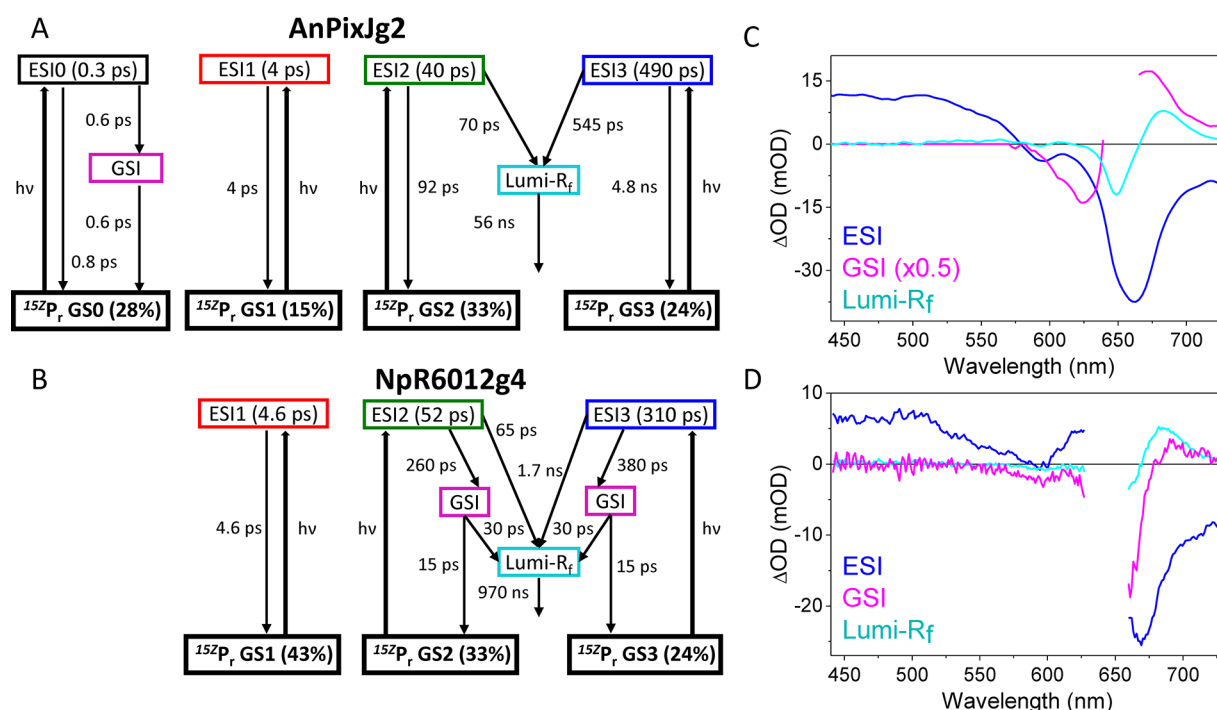 A
AnPixJg2
ESI0 (0.3 ps)
ESI1 (4 ps)
ESI2 (40 ps)
ESI3 (490 ps)
0.6 ps
70 ps
545 ps
GSI
Lumi-Rf
hν
4 ps
hν
hν
92 ps
4.8 ns
hν
0.6 ps
56 ns
0.8 ps
15ZPr GS0 (28%)
15ZPr GS1 (15%)
15ZPr GS2 (33%)
15ZPr GS3 (24%)
B
NpR6012g4
ESI1 (4.6 ps)
ESI2 (52 ps)
ESI3 (310 ps)
65 ps
260 ps
1.7 ns
380 ps
GSI
GSI
4.6 ps
hν
hν
30 ps
30 ps
hν
15 ps
Lumi-Rf
15 ps
970 ns
15ZPr GS1 (43%)
15ZPr GS2 (33%)
15ZPr GS3 (24%)
C
15
0
-15
-30
ΔOD (mOD)
ESI
GSI (x0.5)
Lumi-Rf
450 500 550 600 650 700
Wavelength (nm)
D
10
0
-10
-20
ΔOD (mOD)
ESI
GSI
Lumi-Rf
450 500 550 600 650 700
Wavelength (nm)